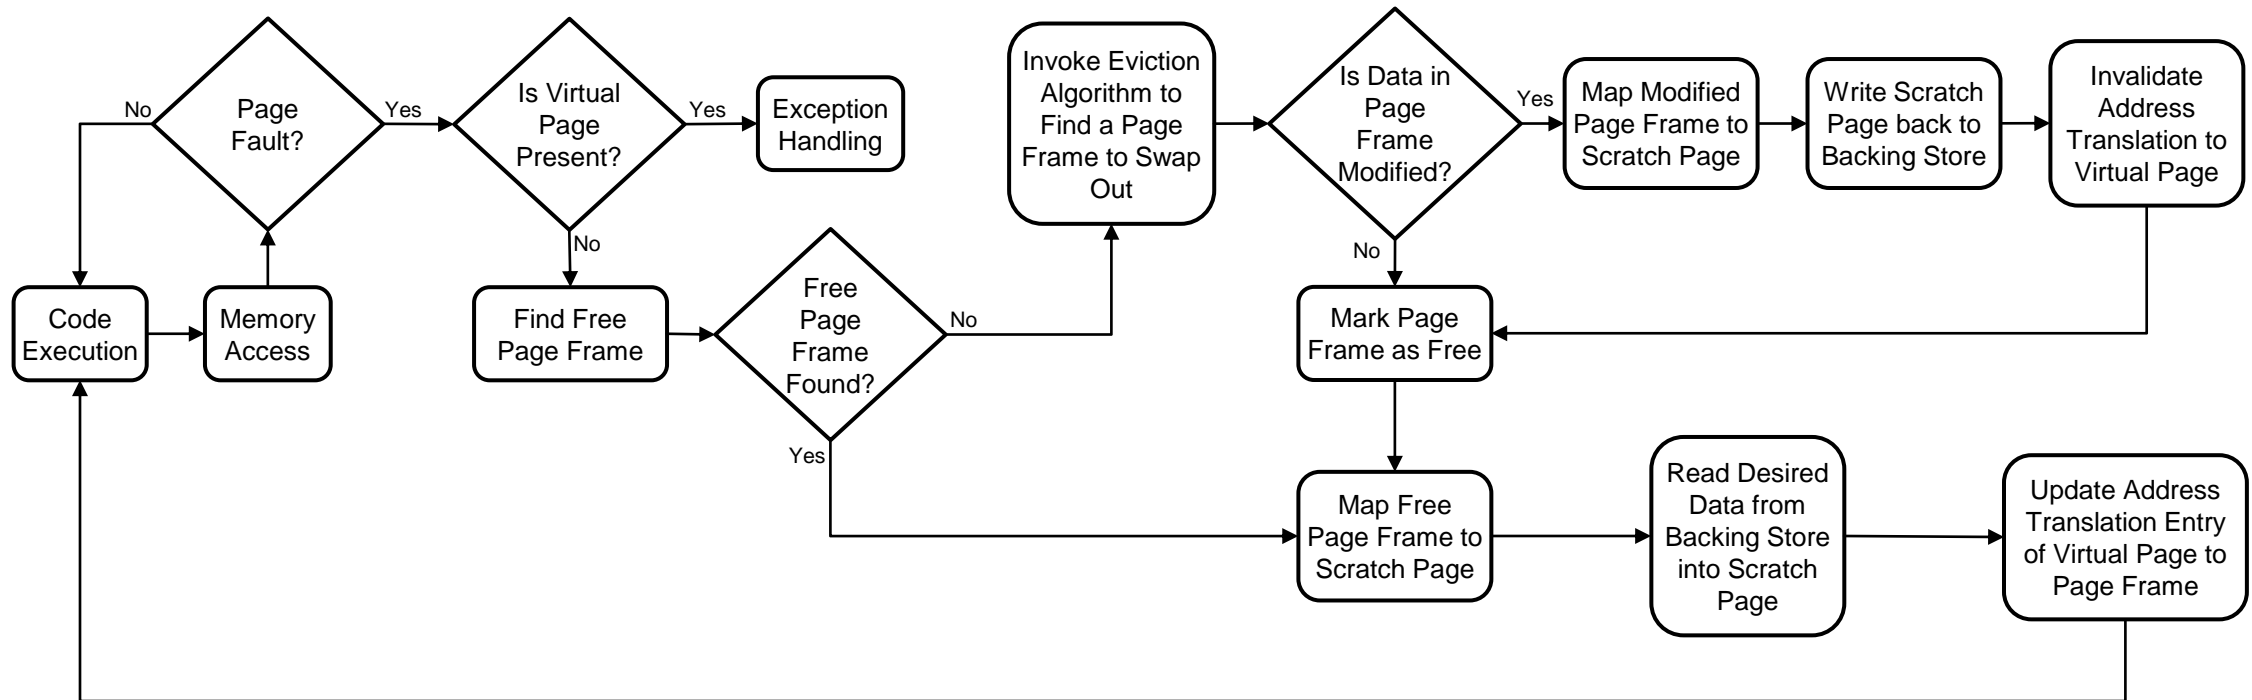 No
Page
Fault?
Yes
Is Virtual
Page
Present?
Yes
Exception
Handling
No
Code
Execution
Memory
Access
Find Free
Page Frame
Free
Page
Frame
Found?
No
Yes
Invoke Eviction
Algorithm to
Find a Page
Frame to Swap
Out
Is Data in
Page
Frame
Modified?
Yes
Map Modified
Page Frame to
Scratch Page
Write Scratch
Page back to
Backing Store
Invalidate
Address
Translation to
Virtual Page
No
Mark Page
Frame as Free
Map Free
Page Frame to
Scratch Page
Read Desired
Data from
Backing Store
into Scratch
Page
Update Address
Translation Entry
of Virtual Page to
Page Frame